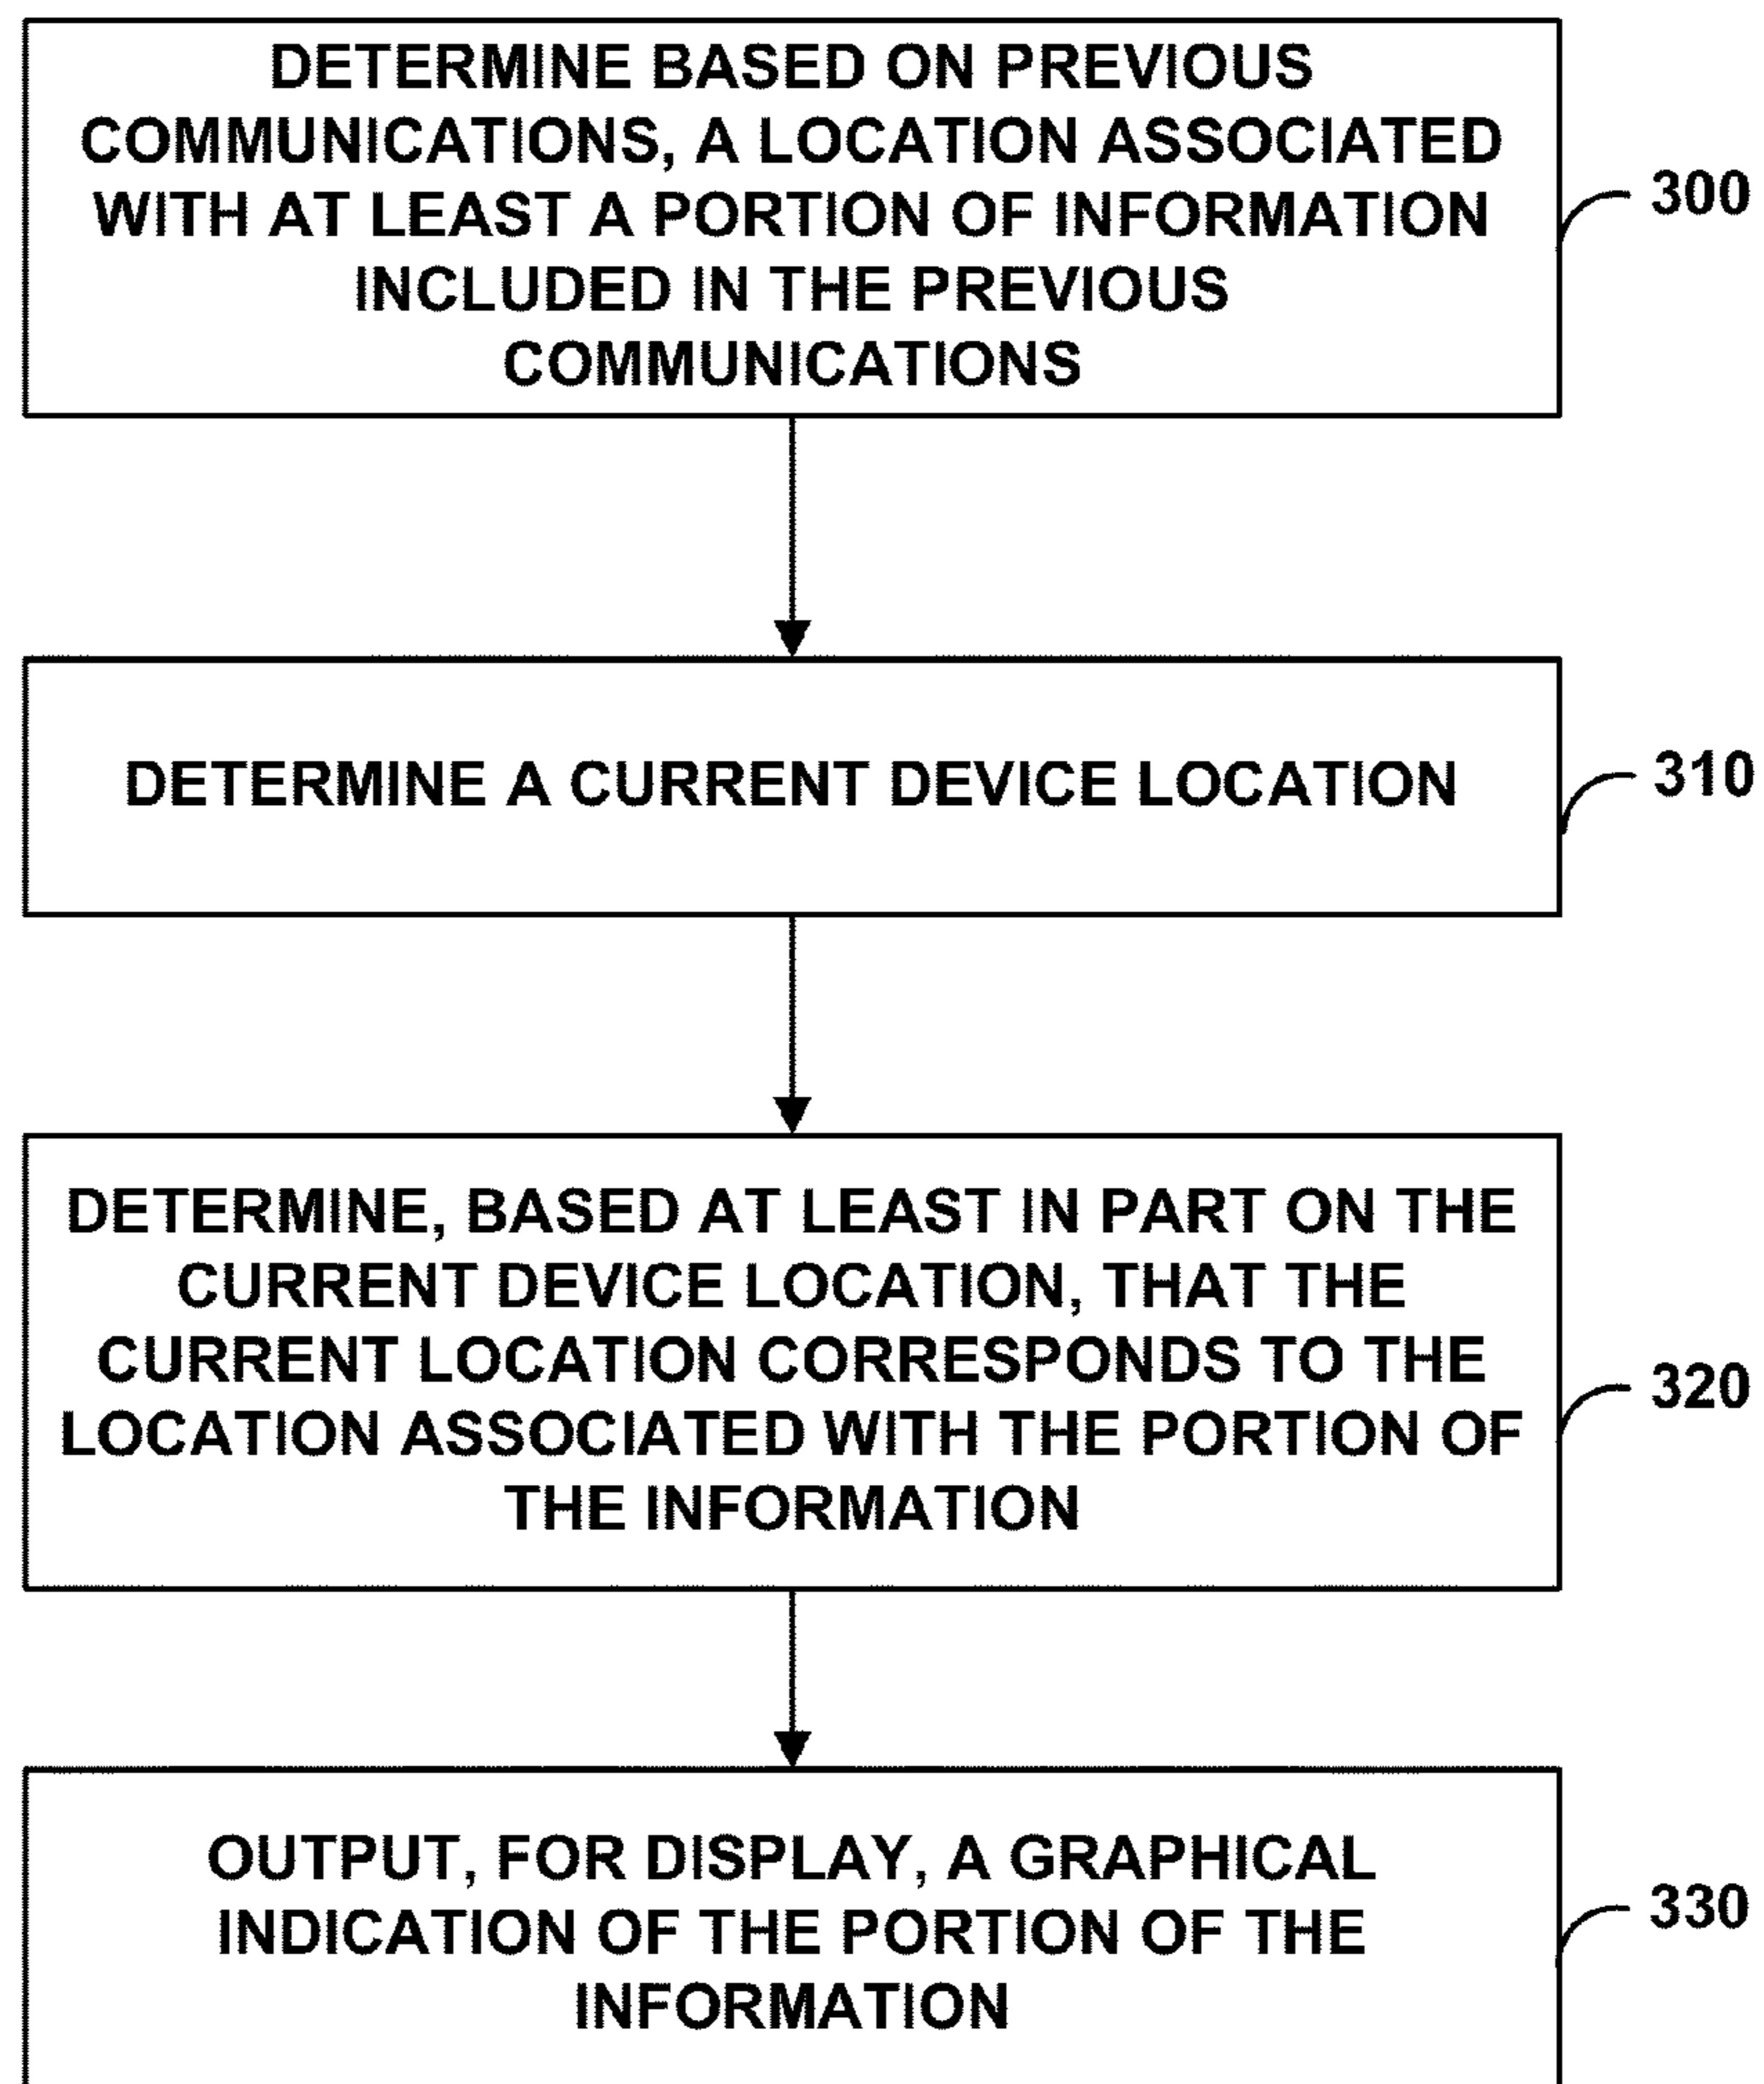 DETERMINE BASED ON PREVIOUS
COMMUNICATIONS, A LOCATION ASSOCIATED
WITH AT LEAST A PORTION OF INFORMATION
INCLUDED IN THE PREVIOUS
COMMUNICATIONS
300
DETERMINE A CURRENT DEVICE LOCATION
310
DETERMINE, BASED AT LEAST IN PART ON THE
CURRENT DEVICE LOCATION, THAT THE
CURRENT LOCATION CORRESPONDS TO THE
LOCATION ASSOCIATED WITH THE PORTION OF
THE INFORMATION
320
OUTPUT, FOR DISPLAY, A GRAPHICAL
INDICATION OF THE PORTION OF THE
INFORMATION
330